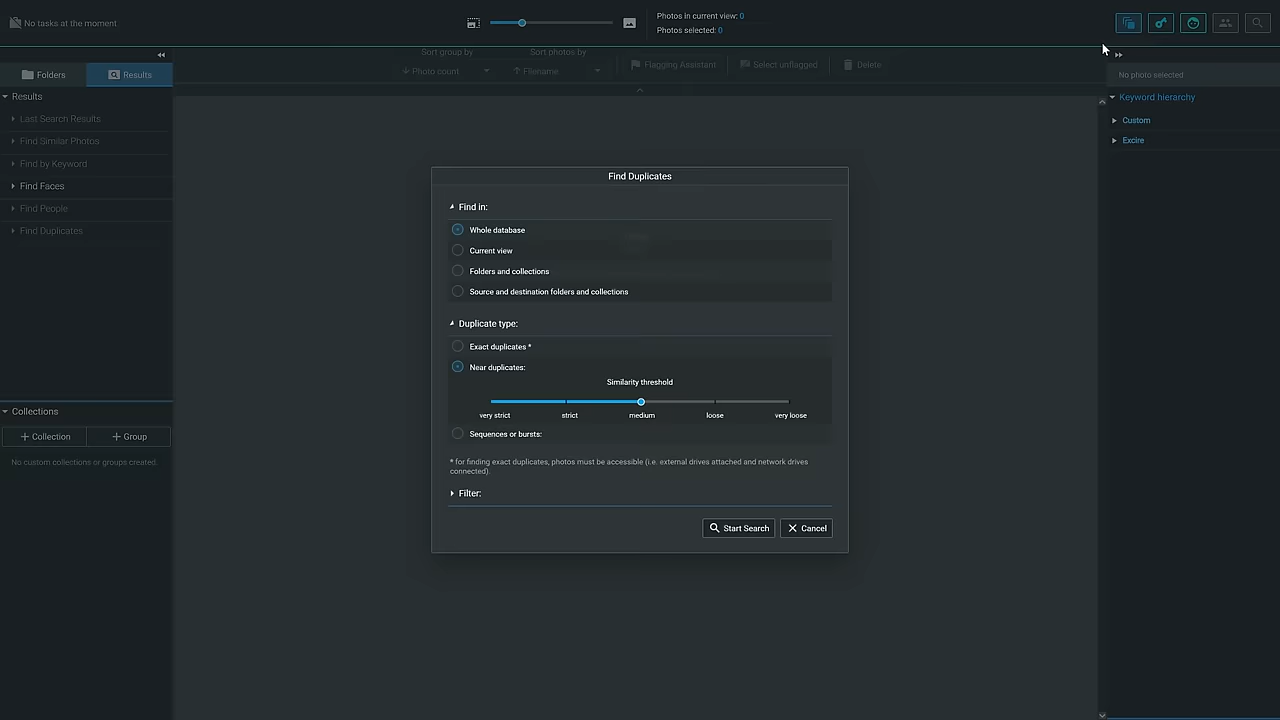 No tasks at the moment
Photos in current view: 0
Photos selected: 0
Sort group by
Sort photos by
Photo count
Filename
Flagging Assistant
Select unflagged
Delete
Folders
Results
Results
Last Search Results
Find Similar Photos
Find by Keyword
Find Faces
Find People
Find Duplicates
Collections
Collection
Group
No custom collections or groups created.
Find Duplicates
Find in:
Whole database
Current view
Folders and collections
Source and destination folders and collections
Duplicate type:
Exact duplicates *
Near duplicates:
Similarity threshold
very strict strict medium loose very loose
Sequences or bursts:
* for finding exact duplicates, photos must be accessible (i.e. external drives attached and network drives
connected)
Filter:
Start Search
Cancel
No photo selected
Keyword hierarchy
Custom
Excire